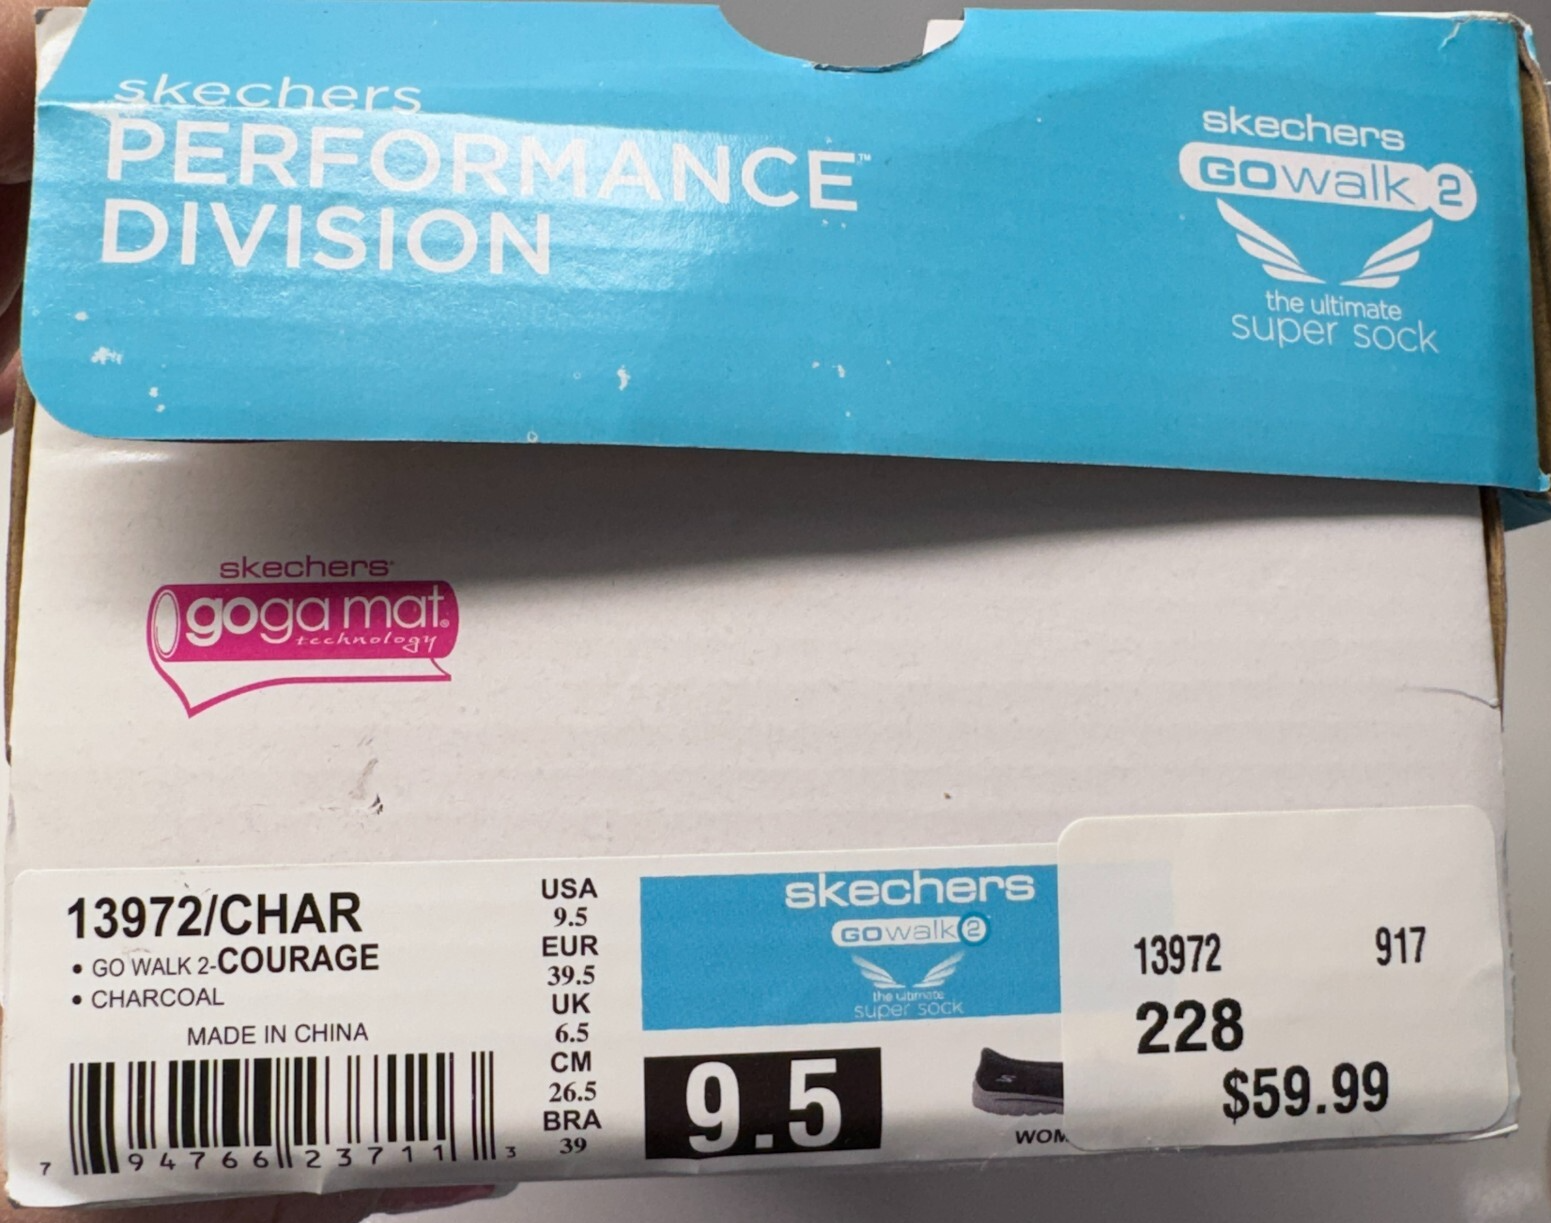 skechers
PERFORMANCE™
DIVISION
skechers
GOwalk 2
the ultimate
super sock
skechers®
goga mat®
technology
13972/CHAR
• GO WALK 2-COURAGE
• CHARCOAL
MADE IN CHINA
7 94766 23711 3
USA
9.5
EUR
39.5
UK
6.5
CM
26.5
BRA
39
skechers
GOwalk 2
the ultimate
super sock
9.5
WOM
13972 917
228
$59.99